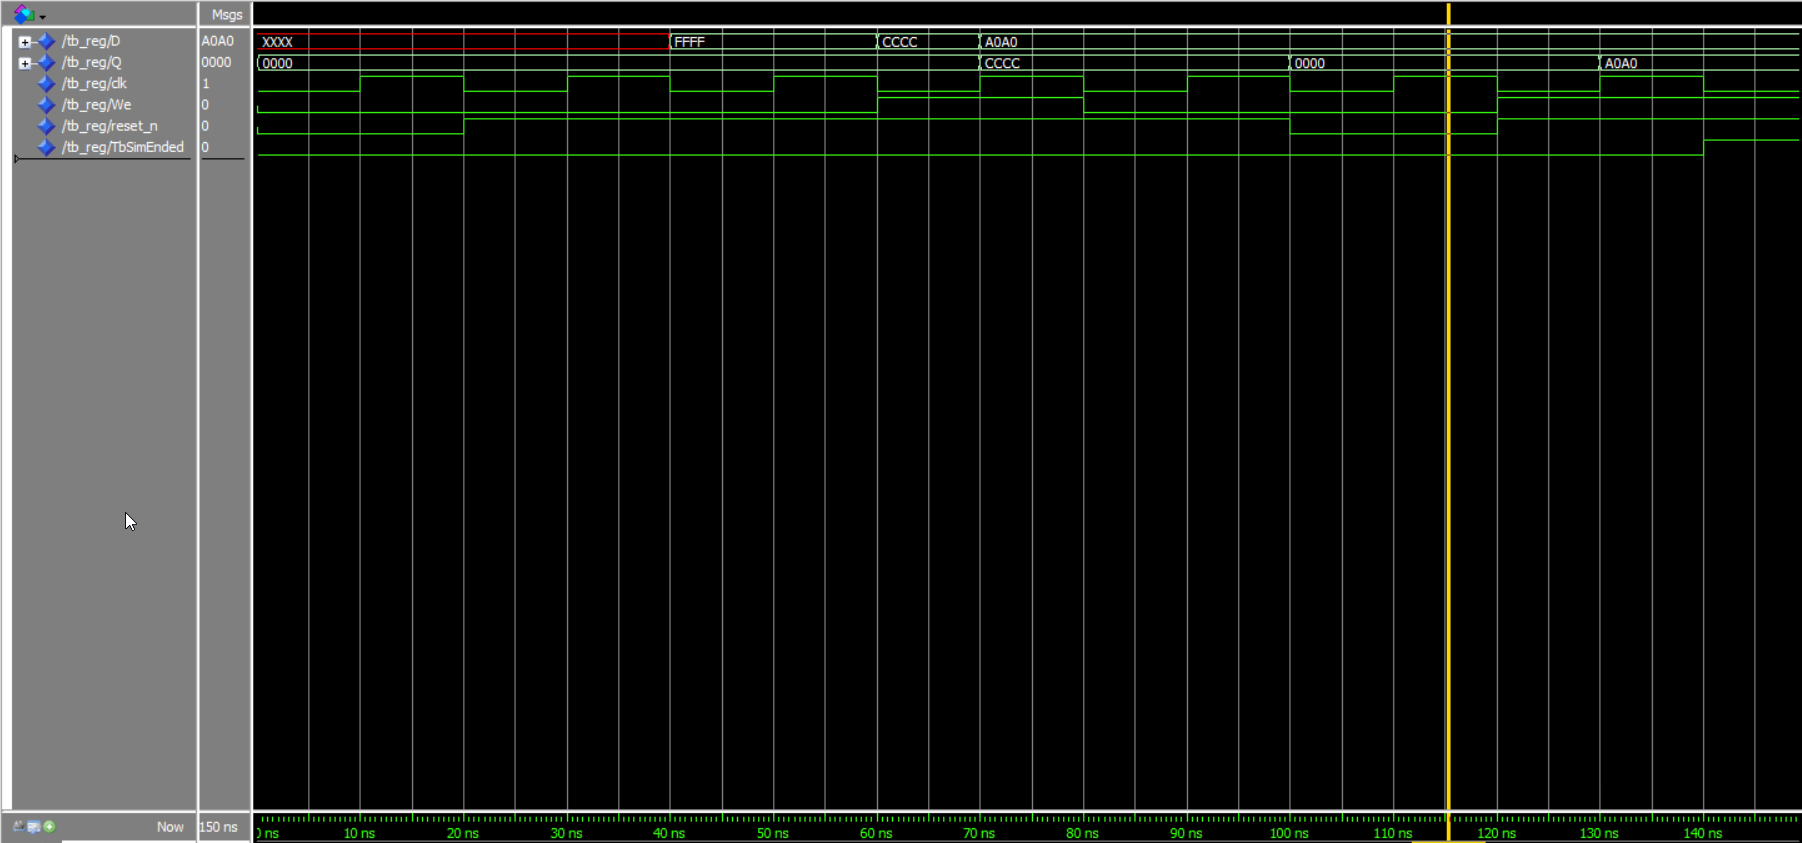 Msgs
/tb_reg/D A0A0 XXXX FFFF CCCC A0A0
/tb_reg/Q 0000 0000 CCCC 0000 A0A0
/tb_reg/clk 1
/tb_reg/We 0
/tb_reg/reset_n 0
/tb_reg/TbSimEnded 0
Now 150 ns 0 ns 10 ns 20 ns 30 ns 40 ns 50 ns 60 ns 70 ns 80 ns 90 ns 100 ns 110 ns 120 ns 130 ns 140 ns